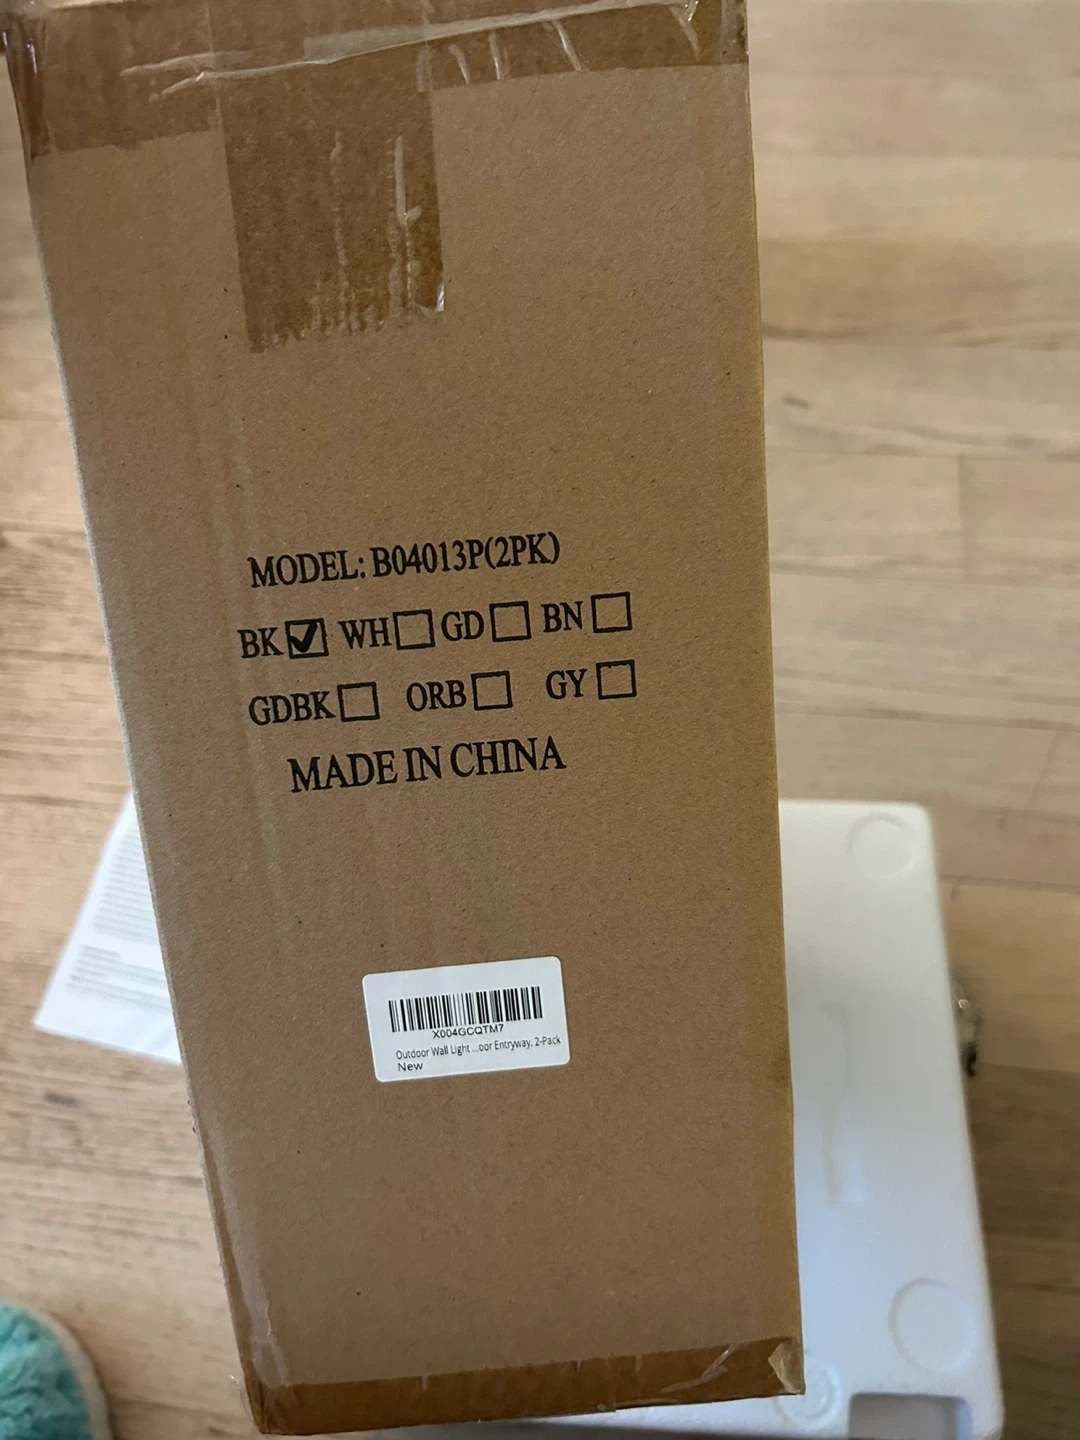 MODEL: B04013P(2PK)
BK☑ WH☐ GD☐ BN☐
GDBK☐ ORB☐ GY☐
MADE IN CHINA
X004GCQTM7
Outdoor Wall Light ...oor Entryway, 2-Pack
New